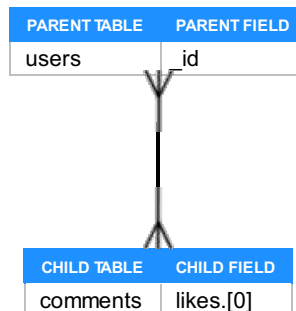 PARENT TABLE PARENT FIELD
users _id
CHILD TABLE CHILD FIELD
comments likes.[0]